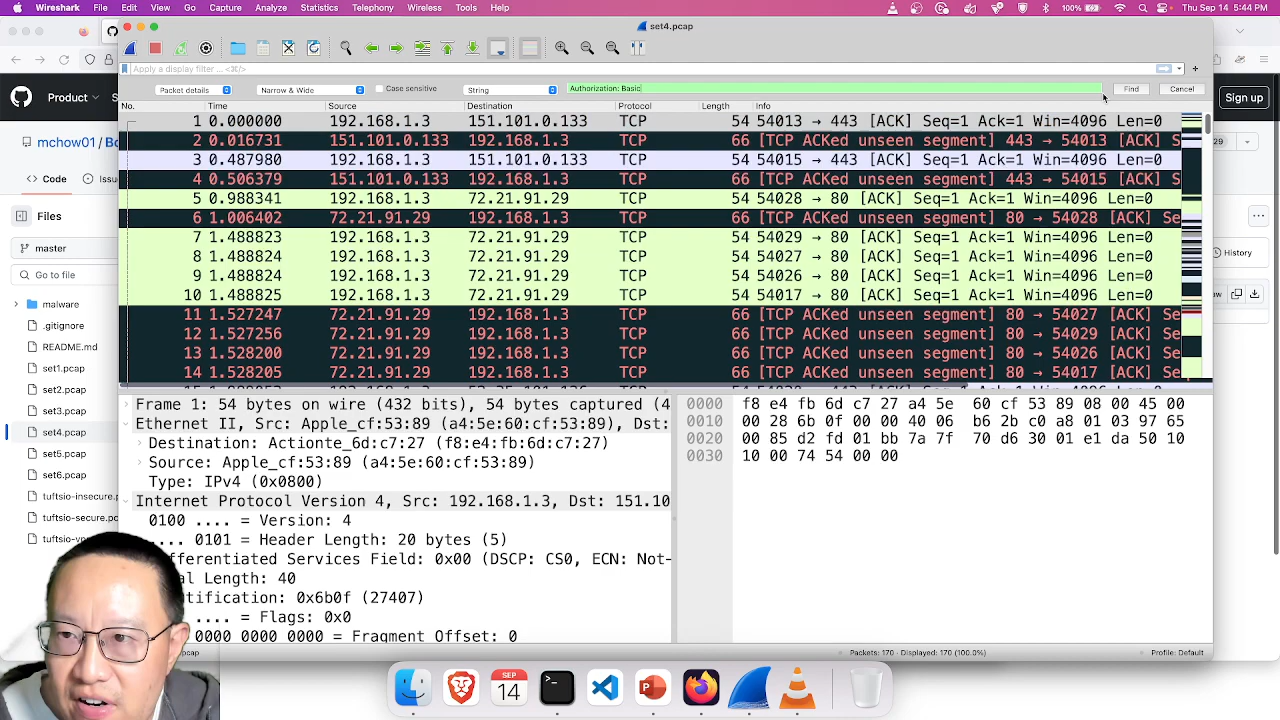 Wireshark File Edit View Go Capture Analyze Statistics Telephony Wireless Tools Help 100% Thu Sep 14 5:44 PM
set4.pcap
Apply a display filter ... <⌘/>
Packet details Narrow & Wide Case sensitive String Authorization: Basic Find Cancel
No. Time Source Destination Protocol Length Info
1 0.000000 192.168.1.3 151.101.0.133 TCP 54 54013 → 443 [ACK] Seq=1 Ack=1 Win=4096 Len=0
2 0.016731 151.101.0.133 192.168.1.3 TCP 66 [TCP ACKed unseen segment] 443 → 54013 [ACK] S
3 0.487980 192.168.1.3 151.101.0.133 TCP 54 54015 → 443 [ACK] Seq=1 Ack=1 Win=4096 Len=0
4 0.506379 151.101.0.133 192.168.1.3 TCP 66 [TCP ACKed unseen segment] 443 → 54015 [ACK] S
5 0.988341 192.168.1.3 72.21.91.29 TCP 54 54028 → 80 [ACK] Seq=1 Ack=1 Win=4096 Len=0
6 1.006402 72.21.91.29 192.168.1.3 TCP 66 [TCP ACKed unseen segment] 80 → 54028 [ACK] Se
7 1.488823 192.168.1.3 72.21.91.29 TCP 54 54029 → 80 [ACK] Seq=1 Ack=1 Win=4096 Len=0
8 1.488824 192.168.1.3 72.21.91.29 TCP 54 54027 → 80 [ACK] Seq=1 Ack=1 Win=4096 Len=0
9 1.488824 192.168.1.3 72.21.91.29 TCP 54 54026 → 80 [ACK] Seq=1 Ack=1 Win=4096 Len=0
10 1.488825 192.168.1.3 72.21.91.29 TCP 54 54017 → 80 [ACK] Seq=1 Ack=1 Win=4096 Len=0
11 1.527247 72.21.91.29 192.168.1.3 TCP 66 [TCP ACKed unseen segment] 80 → 54027 [ACK] Se
12 1.527256 72.21.91.29 192.168.1.3 TCP 66 [TCP ACKed unseen segment] 80 → 54029 [ACK] Se
13 1.528200 72.21.91.29 192.168.1.3 TCP 66 [TCP ACKed unseen segment] 80 → 54026 [ACK] Se
14 1.528205 72.21.91.29 192.168.1.3 TCP 66 [TCP ACKed unseen segment] 80 → 54017 [ACK] Se
Frame 1: 54 bytes on wire (432 bits), 54 bytes captured (4
Ethernet II, Src: Apple_cf:53:89 (a4:5e:60:cf:53:89), Dst:
Destination: Actionte_6d:c7:27 (f8:e4:fb:6d:c7:27)
Source: Apple_cf:53:89 (a4:5e:60:cf:53:89)
Type: IPv4 (0x0800)
Internet Protocol Version 4, Src: 192.168.1.3, Dst: 151.10
0100 .... = Version: 4
.... 0101 = Header Length: 20 bytes (5)
fferentiated Services Field: 0x00 (DSCP: CS0, ECN: Not-
al Length: 40
tification: 0x6b0f (27407)
.... = Flags: 0x0
0000 0000 0000 = Fragment Offset: 0
0000 f8 e4 fb 6d c7 27 a4 5e 60 cf 53 89 08 00 45 00
0010 00 28 6b 0f 00 00 40 06 b6 2b c0 a8 01 03 97 65
0020 00 85 d2 fd 01 bb 7a 7f 70 d6 30 01 e1 da 50 10
0030 10 00 74 54 00 00
pcap Packets: 170 · Displayed: 170 (100.0%) Profile: Default
Product
Sign up
mchow01 / Bo
29
Code
Issu
Files
master
Go to file
History
malware
.gitignore
README.md
set1.pcap
set2.pcap
set3.pcap
set4.pcap
set5.pcap
set6.pcap
tuftsio-insecure.p
tuftsio-secure.pc
SEP
14